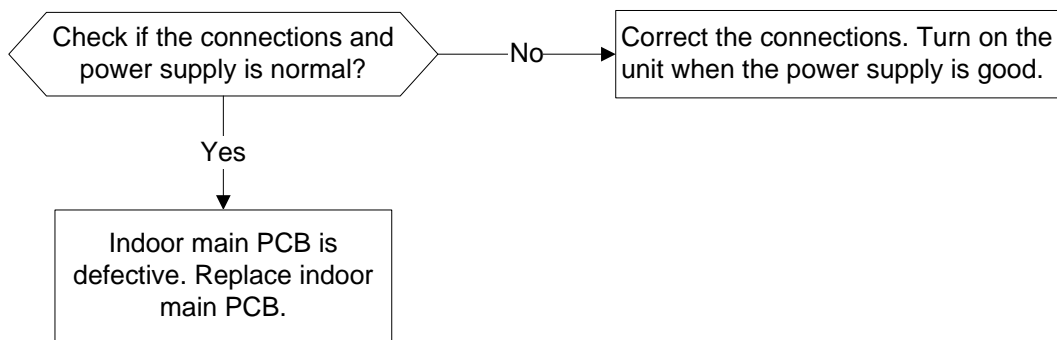 Check if the connections and
power supply is normal?
No
Correct the connections. Turn on the
unit when the power supply is good.
Yes
Indoor main PCB is
defective. Replace indoor
main PCB.